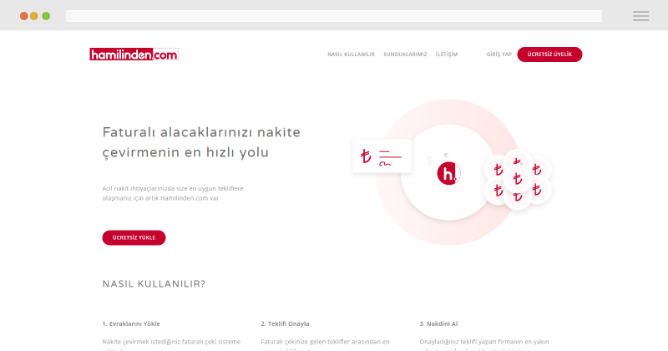 hamilinden.com
NASIL KULLANILIR SUNDUKLARIMIZ İLETİŞİM GİRİŞ YAP ÜCRETSİZ ÜYELİK
Faturalı alacaklarınızı nakite
çevirmenin en hızlı yolu
₺
h.
₺ ₺ ₺ ₺ ₺ ₺ ₺
Acil nakit ihtiyaçlarınızda size en uygun tekliflere
ulaşmanız için artık Hamilinden.com var
ÜCRETSİZ YÜKLE
NASIL KULLANILIR?
1. Evraklarını Yükle 2. Teklifi Onayla 3. Nakdini Al
Nakite çevirmek istediğiniz faturalı çeki sisteme Faturalı çekinize gelen teklifler arasından en Onayladığınız teklifi yapan firmanın en yakın